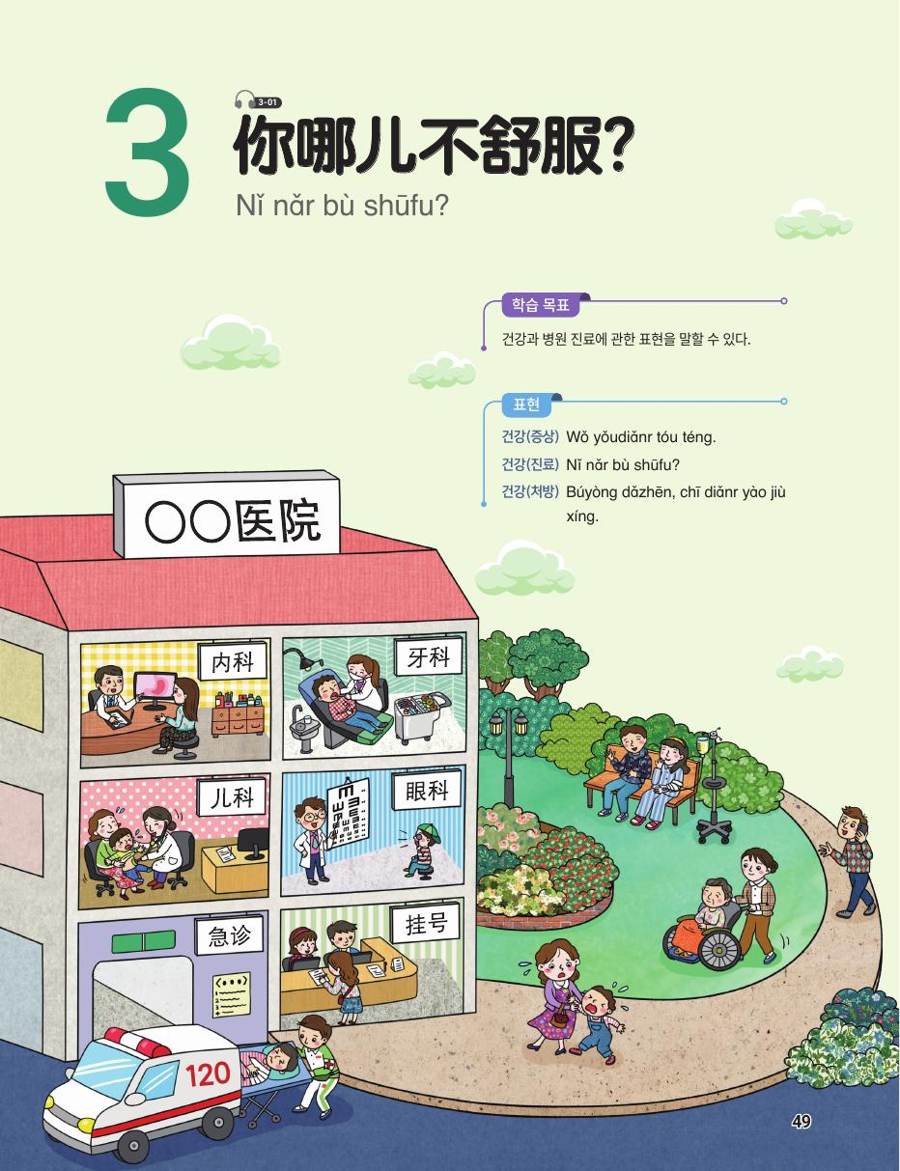 3
3-01
你哪儿不舒服?
Nǐ nǎr bù shūfu?
학습 목표
건강과 병원 진료에 관한 표현을 말할 수 있다.
표현
건강(증상) Wǒ yǒudiǎnr tóu téng.
건강(진료) Nǐ nǎr bù shūfu?
건강(처방) Búyòng dǎzhēn, chī diǎnr yào jiù
xíng.
〇〇医院
内科
牙科
儿科
眼科
急诊
挂号
120
49